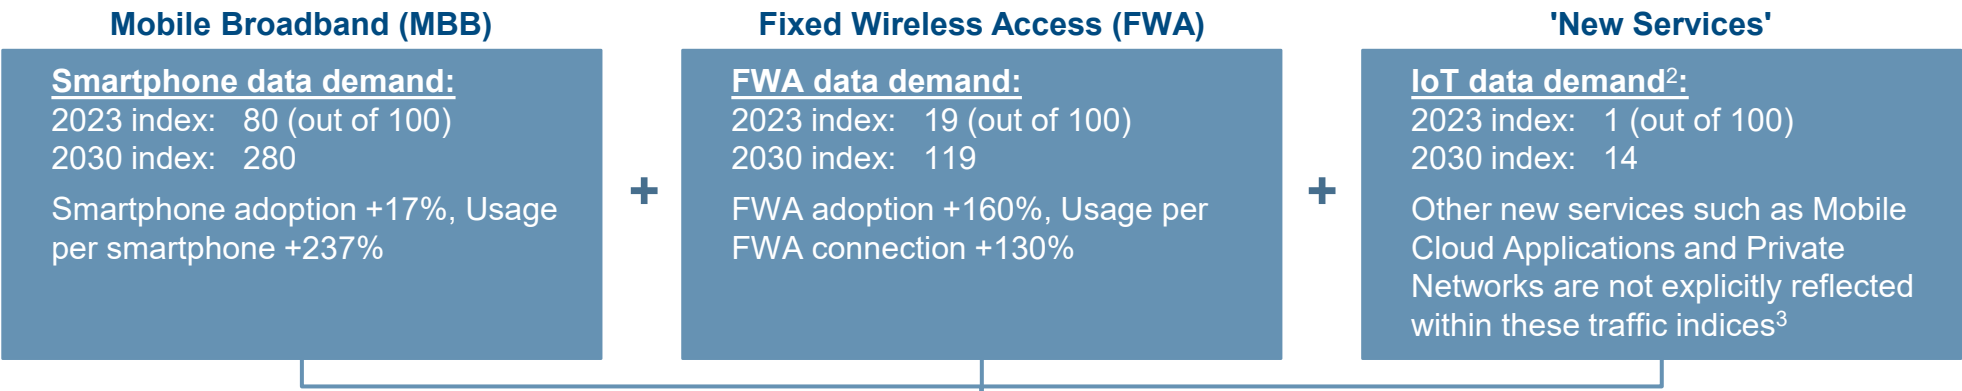 Mobile Broadband (MBB)
Smartphone data demand:
2023 index: 80 (out of 100)
2030 index: 280
Smartphone adoption +17%, Usage
per smartphone +237%
+
Fixed Wireless Access (FWA)
FWA data demand:
2023 index: 19 (out of 100)
2030 index: 119
FWA adoption +160%, Usage per
FWA connection +130%
+
'New Services'
IoT data demand²:
2023 index: 1 (out of 100)
2030 index: 14
Other new services such as Mobile
Cloud Applications and Private
Networks are not explicitly reflected
within these traffic indices³